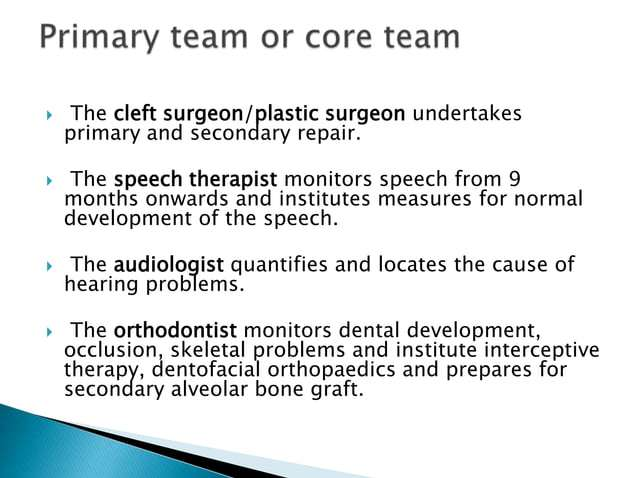 Primary team or core team
The cleft surgeon/plastic surgeon undertakes
primary and secondary repair.
The speech therapist monitors speech from 9
months onwards and institutes measures for normal
development of the speech.
The audiologist quantifies and locates the cause of
hearing problems.
The orthodontist monitors dental development,
occlusion, skeletal problems and institute interceptive
therapy, dentofacial orthopaedics and prepares for
secondary alveolar bone graft.